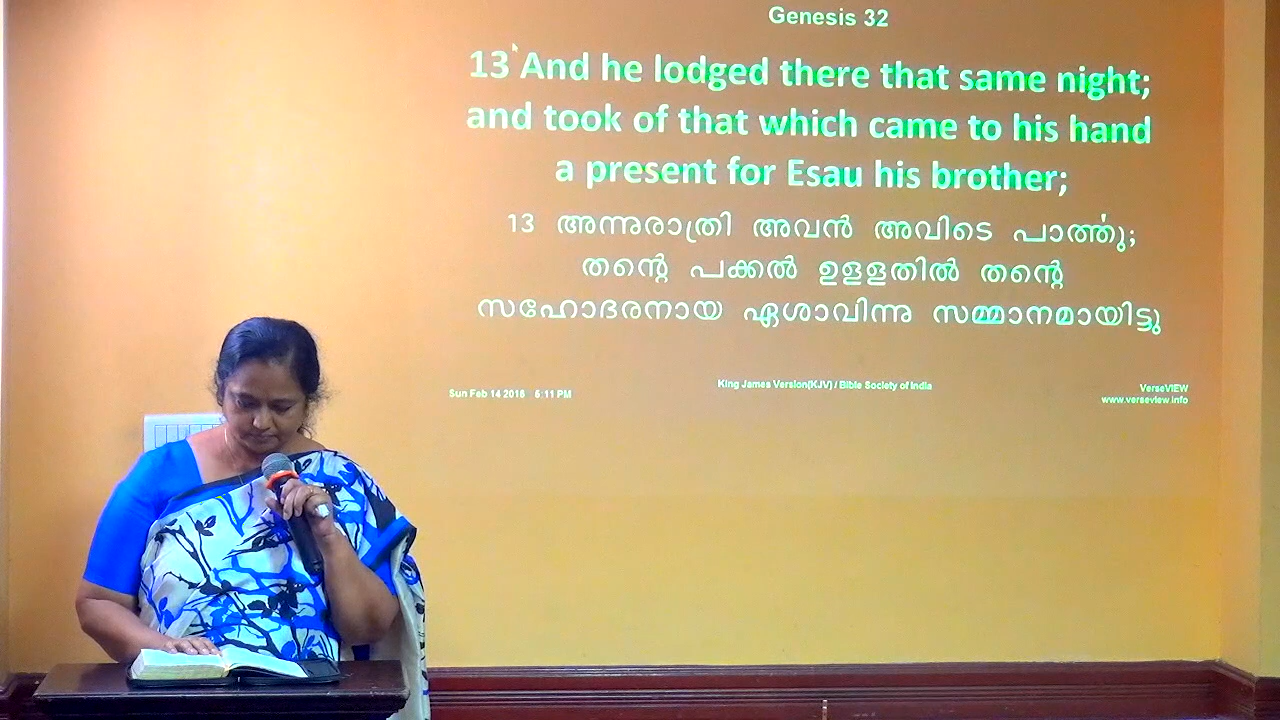 Genesis 32
13 And he lodged there that same night;
and took of that which came to his hand
a present for Esau his brother;
13 അന്നുരാത്രി അവൻ അവിടെ പാർത്തു;
തന്റെ പക്കൽ ഉള്ളതിൽ തന്റെ
സഹോദരനായ ഏശാവിന്നു സമ്മാനമായിട്ടു
Sun Feb 14 2016 6:11 PM
King James Version(KJV) / Bible Society of India
VerseVIEW
www.verseview.info